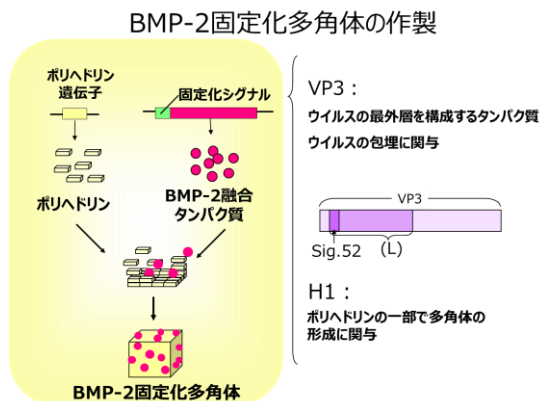 BMP-2固定化多角体の作製
ポリヘドリン
遺伝子
固定化シグナル
ポリヘドリン
BMP-2融合
タンパク質
BMP-2固定化多角体
VP3：
ウイルスの最外層を構成するタンパク質
ウイルスの包埋に関与
VP3
Sig.52
(L)
H1：
ポリヘドリンの一部で多角体の
形成に関与